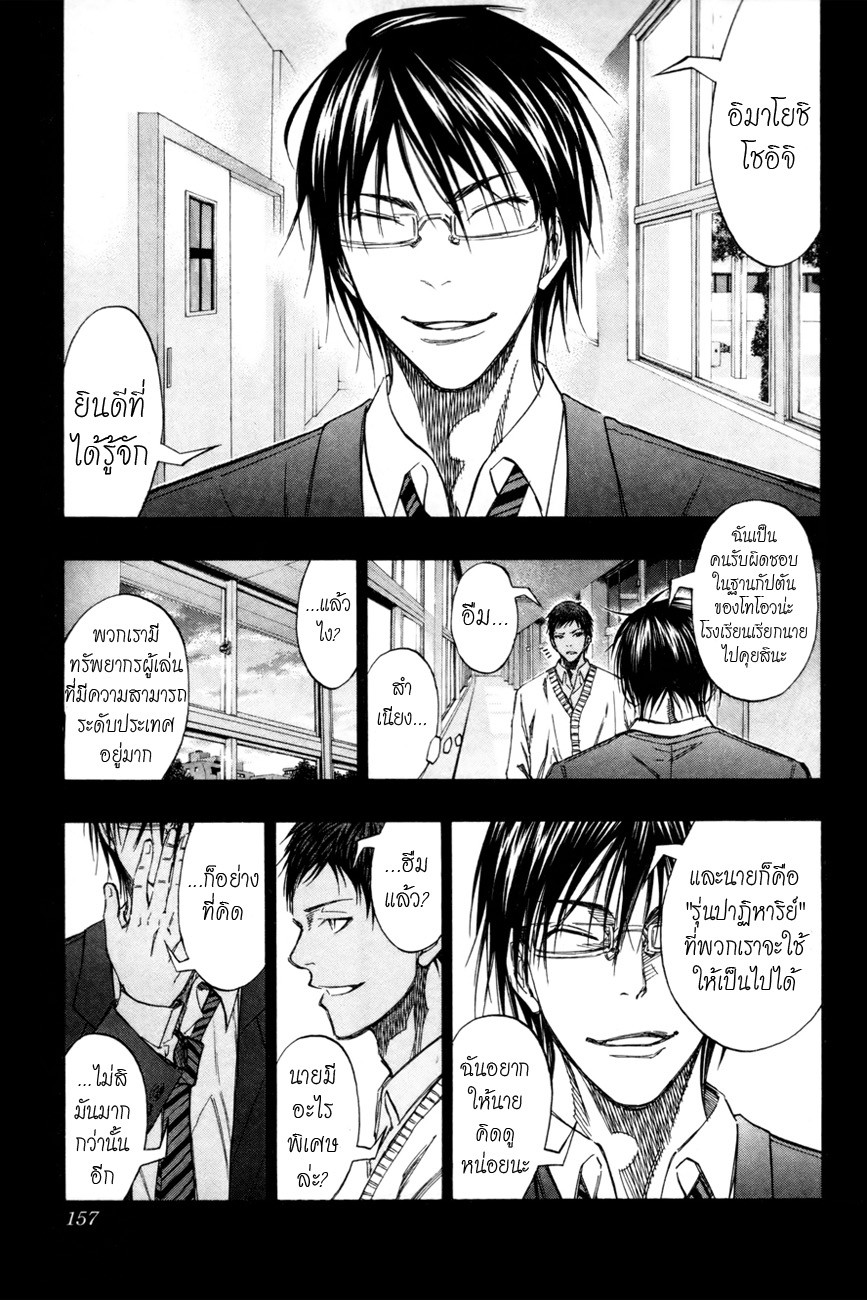 อิมาโยชิ
โชอิจิ
ยินดีที่
ได้รู้จัก
ฉันเป็น
คนรับผิดชอบ
ในฐานกัปตัน
ของโทโอวน่ะ
โรงเรียนเรียกนาย
ไปคุยสินะ
อืม...
สำ
เนียง...
...แล้ว
ไง?
พวกเรามี
ทรัพยากรผู้เล่น
ที่มีความสามารถ
ระดับประเทศ
อยู่มาก
และนายก็คือ
"รุ่นปาฏิหาริย์"
ที่พวกเราจะใช้
ให้เป็นไปได้
ฉันอยาก
ให้นาย
คิดดู
หน่อยนะ
...ฮืม
แล้ว?
นายมี
อะไร
พิเศษ
ล่ะ?
...ก็อย่าง
ที่คิด
...ไม่สิ
มันมาก
กว่านั้น
อีก
157